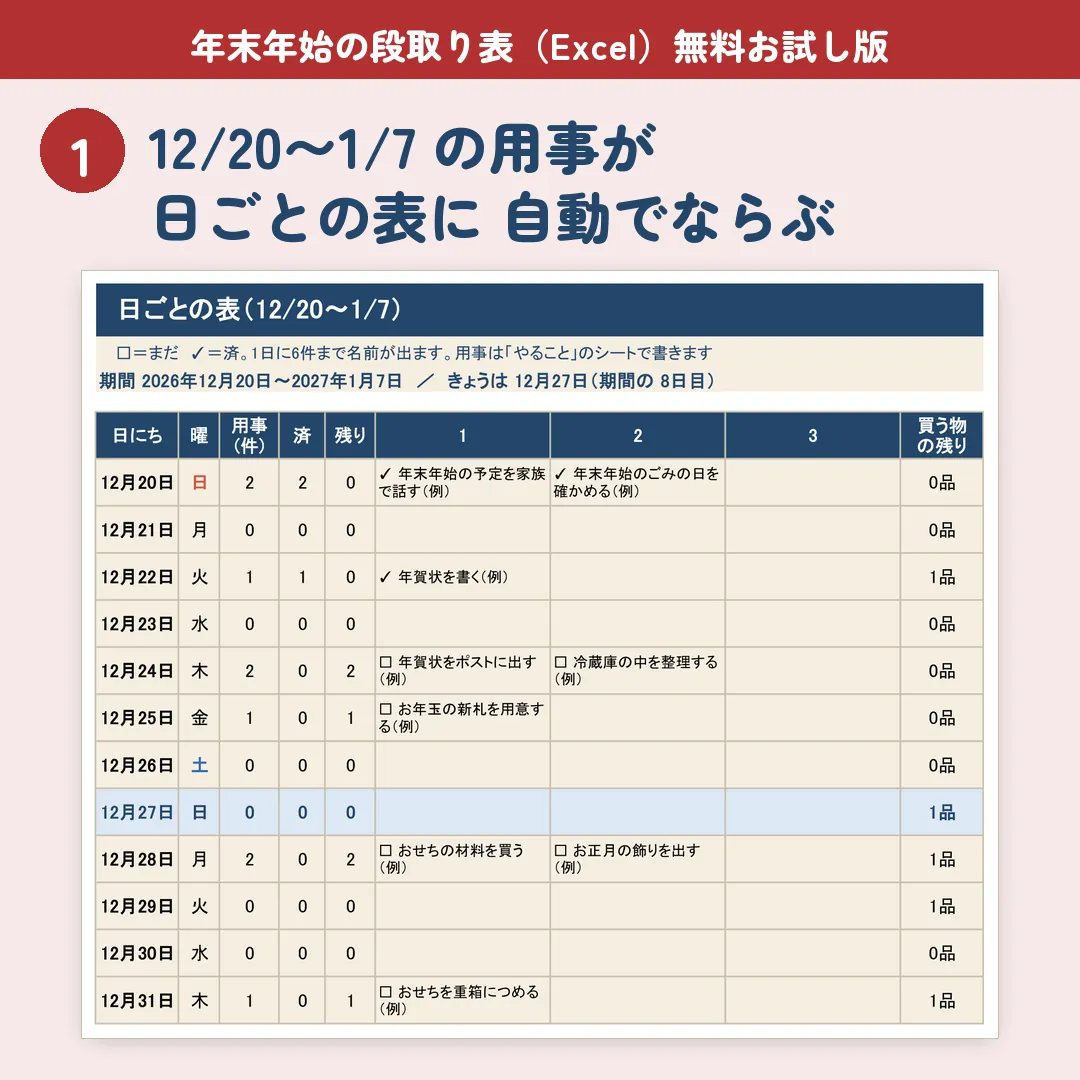 年末年始の段取り表（Excel）無料お試し版
1
12/20〜1/7 の用事が
日ごとの表に 自動でならぶ
日ごとの表（12/20〜1/7）
☐＝まだ ✓＝済。1日に6件まで名前が出ます。用事は「やること」のシートで書きます
期間 2026年12月20日〜2027年1月7日 ／ きょうは 12月27日（期間の 8日目）
日にち 曜 用事（件） 済 残り 1 2 3 買う物の残り
12月20日 日 2 2 0 ✓ 年末年始の予定を家族で話す（例） ✓ 年末年始のごみの日を確かめる（例） 0品
12月21日 月 0 0 0 0品
12月22日 火 1 1 0 ✓ 年賀状を書く（例） 1品
12月23日 水 0 0 0 0品
12月24日 木 2 0 2 ☐ 年賀状をポストに出す（例） ☐ 冷蔵庫の中を整理する（例） 0品
12月25日 金 1 0 1 ☐ お年玉の新札を用意する（例） 0品
12月26日 土 0 0 0 0品
12月27日 日 0 0 0 1品
12月28日 月 2 0 2 ☐ おせちの材料を買う（例） ☐ お正月の飾りを出す（例） 1品
12月29日 火 0 0 0 1品
12月30日 水 0 0 0 0品
12月31日 木 1 0 1 ☐ おせちを重箱につめる（例） 1品